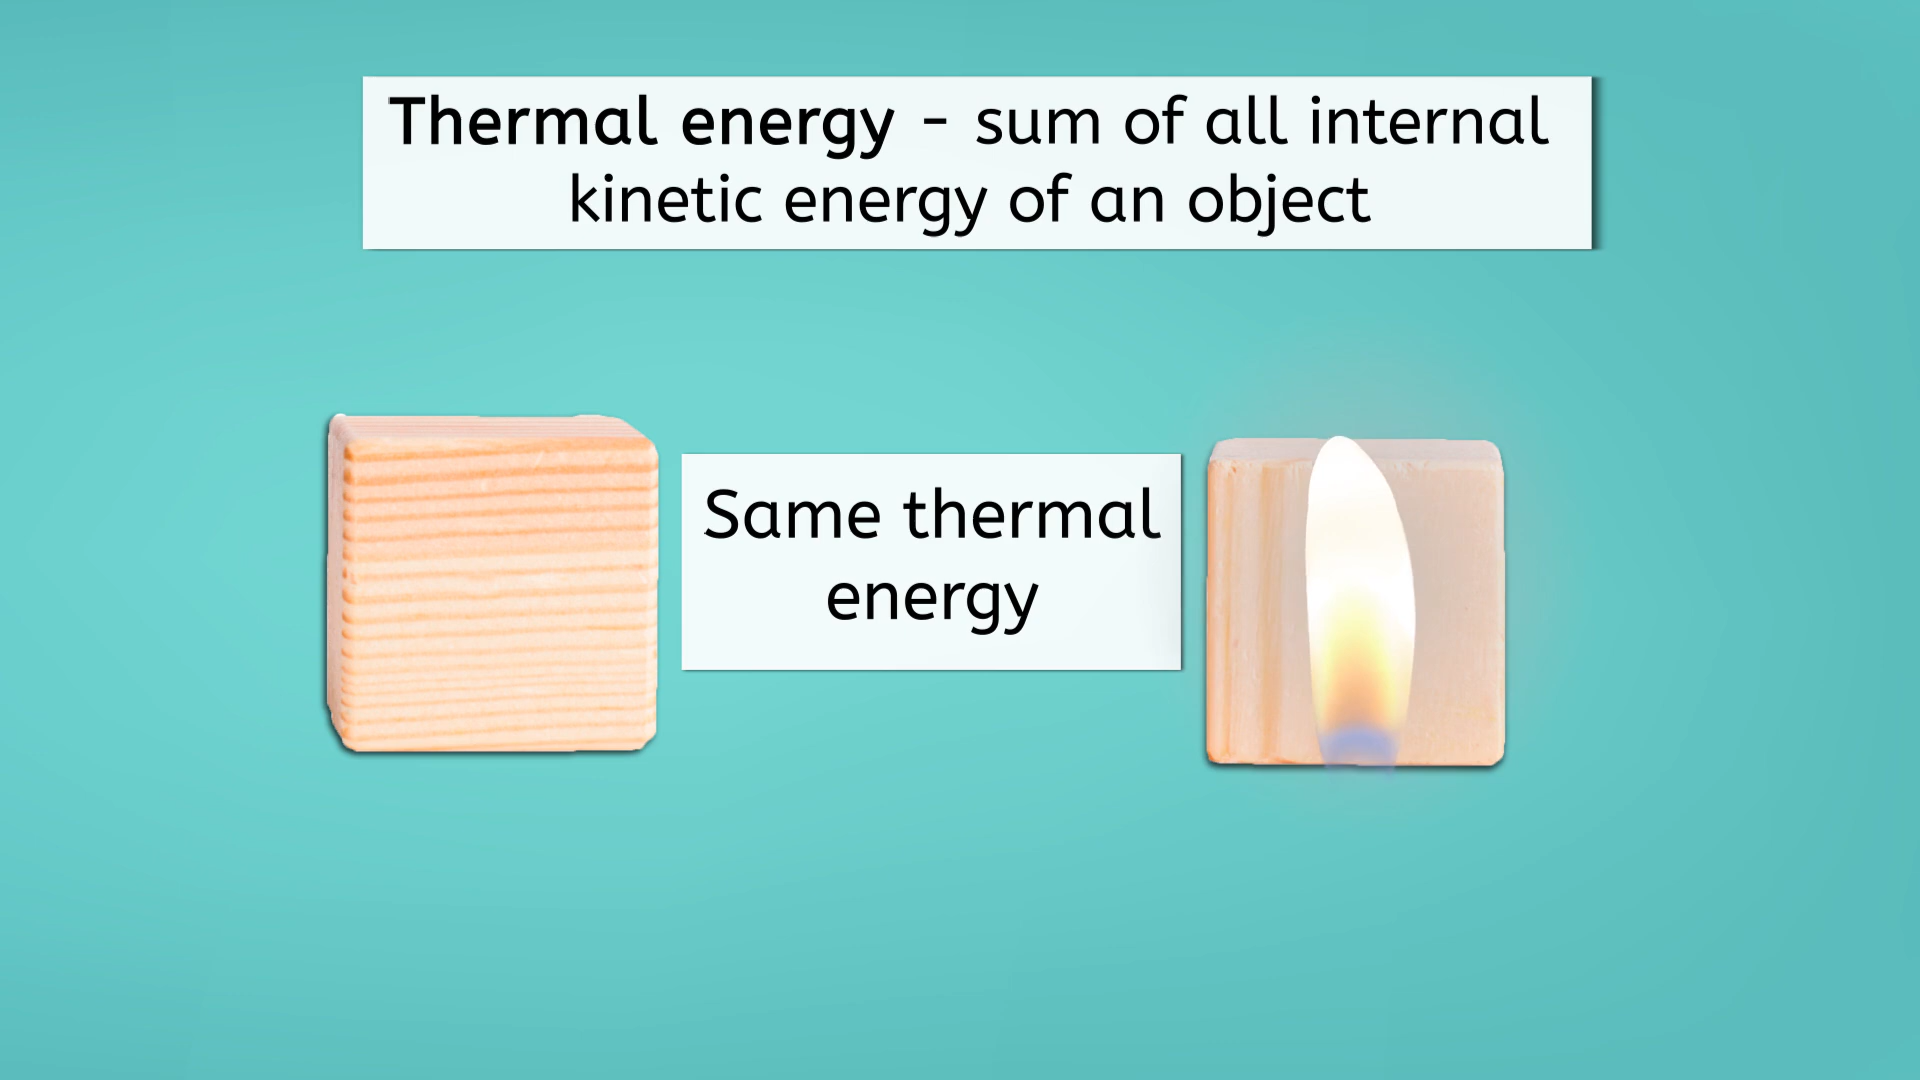 Thermal energy - sum of all internal
kinetic energy of an object
Same thermal
energy